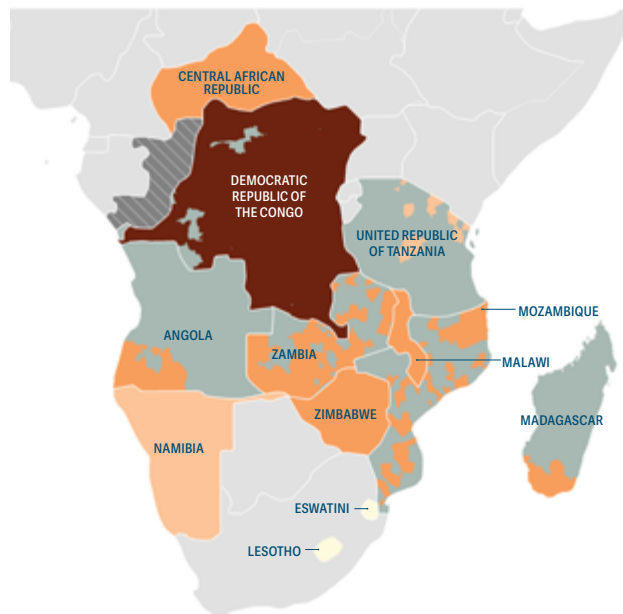 CENTRAL AFRICAN
REPUBLIC
DEMOCRATIC
REPUBLIC OF
THE CONGO
UNITED REPUBLIC
OF TANZANIA
MOZAMBIQUE
ANGOLA
ZAMBIA
MALAWI
ZIMBABWE
MADAGASCAR
NAMIBIA
ESWATINI
LESOTHO